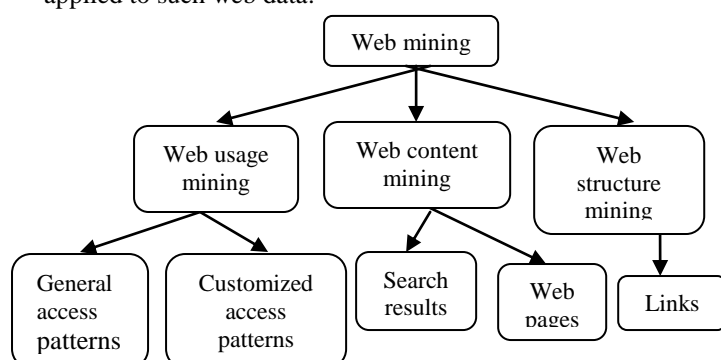 applied to such web data.
Web mining
Web usage
mining
Web content
mining
Web
structure
mining
General
access
patterns
Customized
access
patterns
Search
results
Web
pages
Links